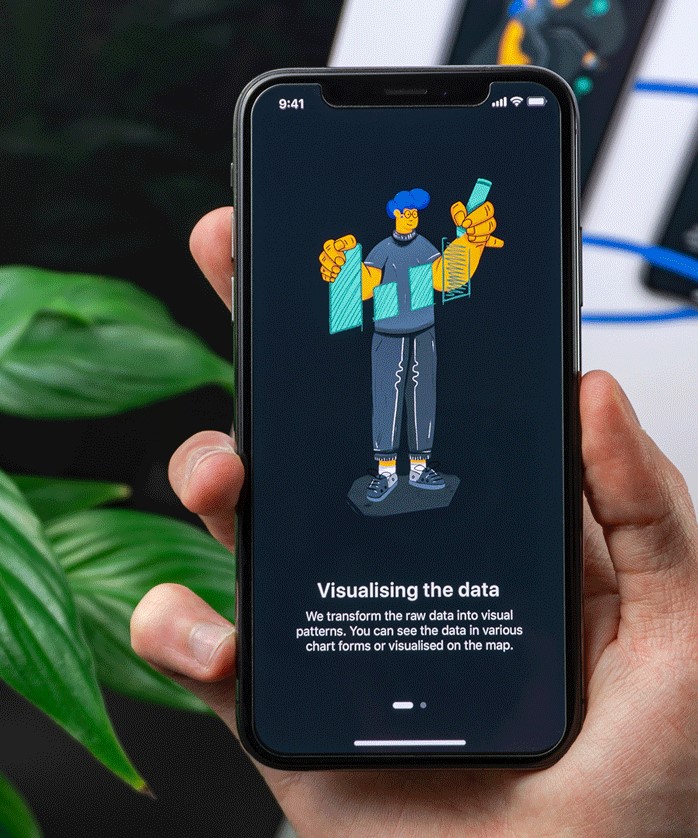 9:41
Visualising the data
We transform the raw data into visual
patterns. You can see the data in various
chart forms or visualised on the map.